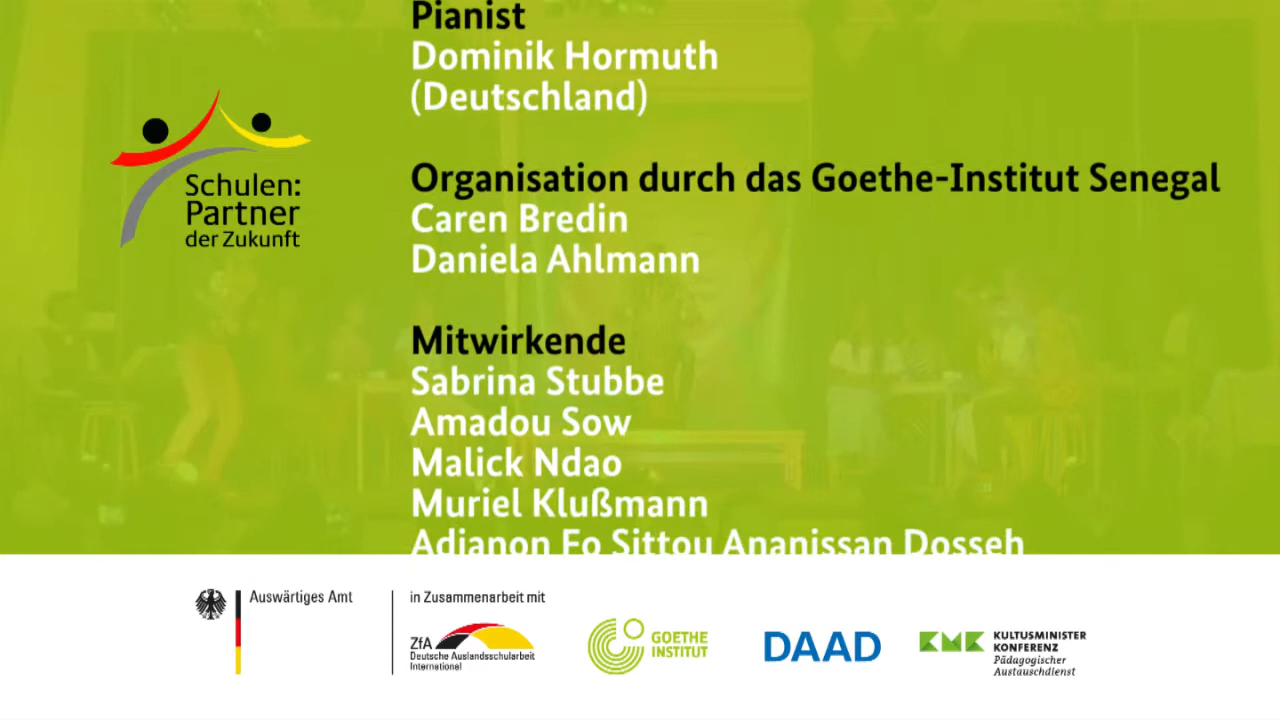 Pianist
Dominik Hormuth
(Deutschland)
Schulen:
Partner
der Zukunft
Organisation durch das Goethe-Institut Senegal
Caren Bredin
Daniela Ahlmann
Mitwirkende
Sabrina Stubbe
Amadou Sow
Malick Ndao
Muriel Klußmann
Adjanon Eo Sittou Ananissan Dosseh
Auswärtiges Amt
in Zusammenarbeit mit
ZfA
Deutsche Auslandsschularbeit
International
GOETHE
INSTITUT
DAAD
KMK
KULTUSMINISTER
KONFERENZ
Pädagogischer
Austauschdienst